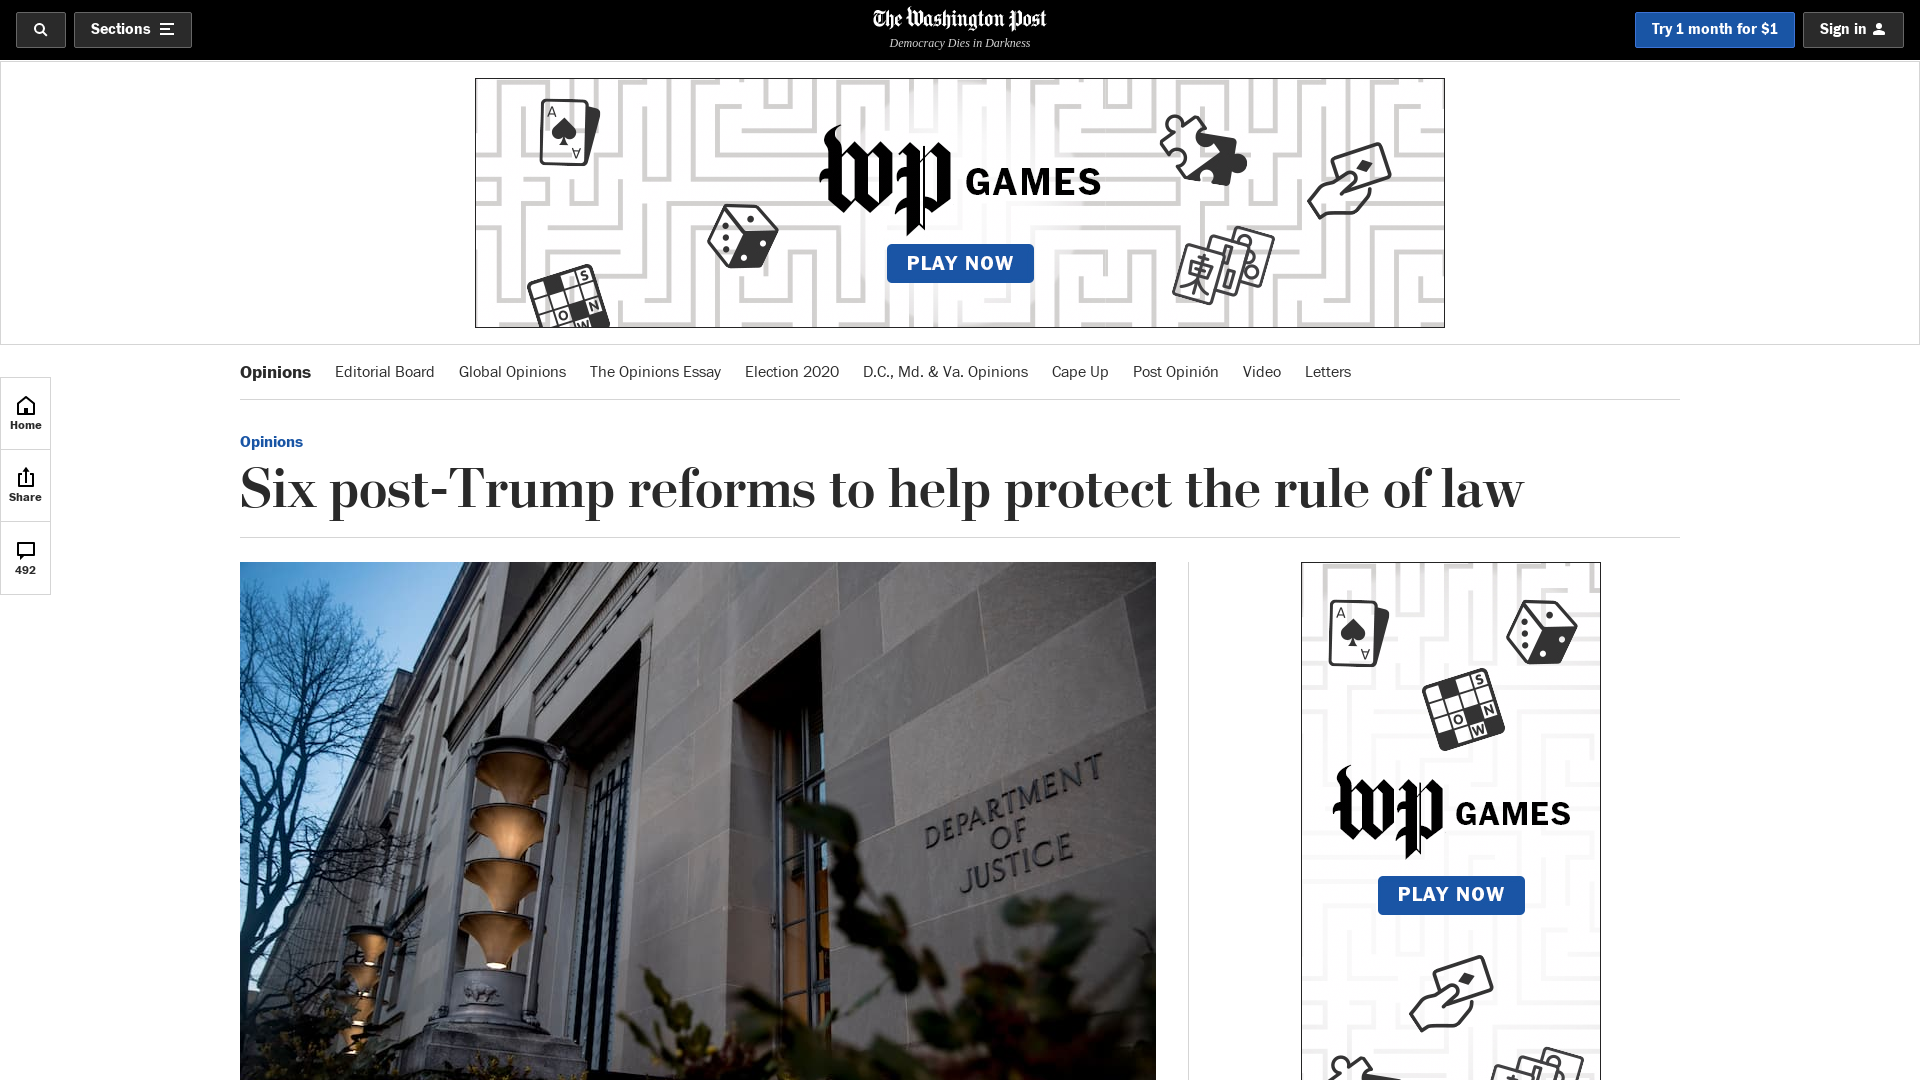 Sections
The Washington Post
Democracy Dies in Darkness
Try 1 month for $1
Sign in
A
A
S
O
N
W
wp GAMES
PLAY NOW
東
Opinions
Editorial Board
Global Opinions
The Opinions Essay
Election 2020
D.C., Md. & Va. Opinions
Cape Up
Post Opinión
Video
Letters
Home
Share
492
Opinions
Six post-Trump reforms to help protect the rule of law
DEPARTMENT
OF
JUSTICE
A
A
S
O
N
W
wp GAMES
PLAY NOW